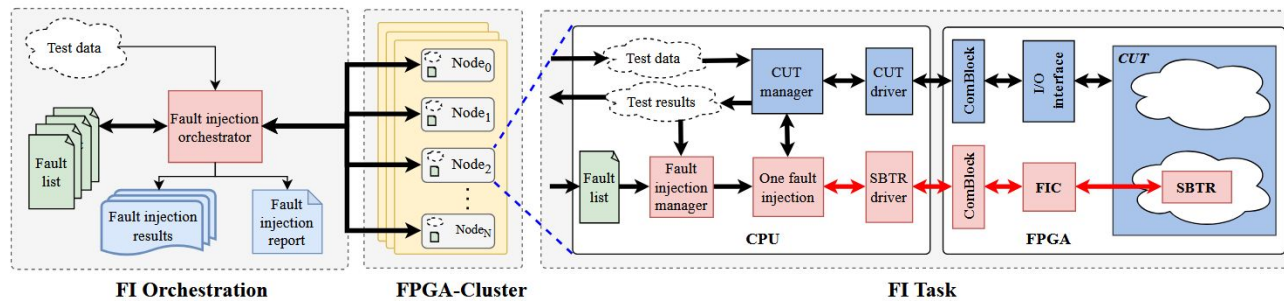 Test data
Fault injection
orchestrator
Fault
list
Fault injection
results
Fault
injection
report
FI Orchestration
Node0
Node1
Node2
NodeN
FPGA-Cluster
Test data
Test results
CUT
manager
CUT
driver
Fault
list
Fault
injection
manager
One fault
injection
SBTR
driver
CPU
ComBlock
I/O
interface
CUT
ComBlock
FIC
SBTR
FPGA
FI Task